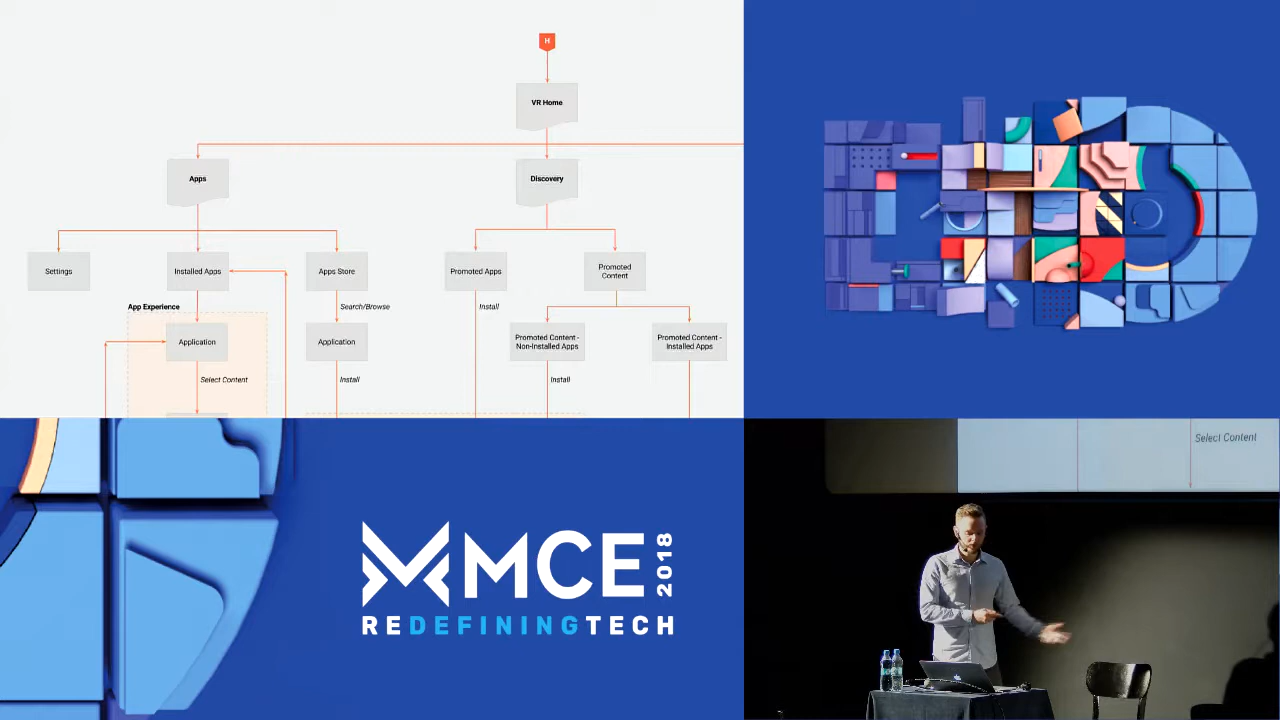 H
VR Home
Apps
Discovery
Settings
Installed Apps
Apps Store
Promoted Apps
Promoted
Content
App Experience
Search/Browse
Install
Application
Application
Promoted Content -
Non-Installed Apps
Promoted Content -
Installed Apps
Select Content
Install
Install
MCE
2018
REDEFININGTECH
Select Content